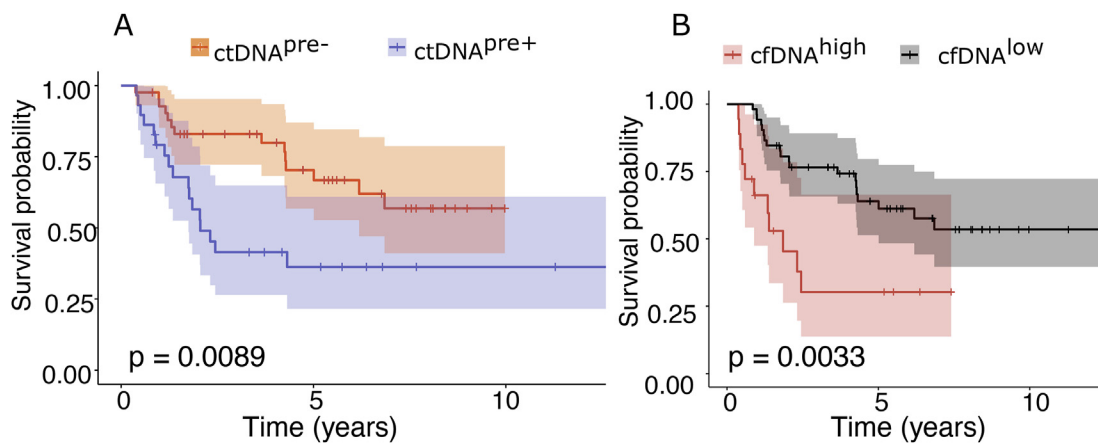 A
ctDNApre- ctDNApre+
Survival probability
1.00
0.75
0.50
0.25
0.00
p = 0.0089
0 5 10
Time (years)
B
cfDNAhigh cfDNAlow
Survival probability
1.00
0.75
0.50
0.25
0.00
p = 0.0033
0 5 10
Time (years)